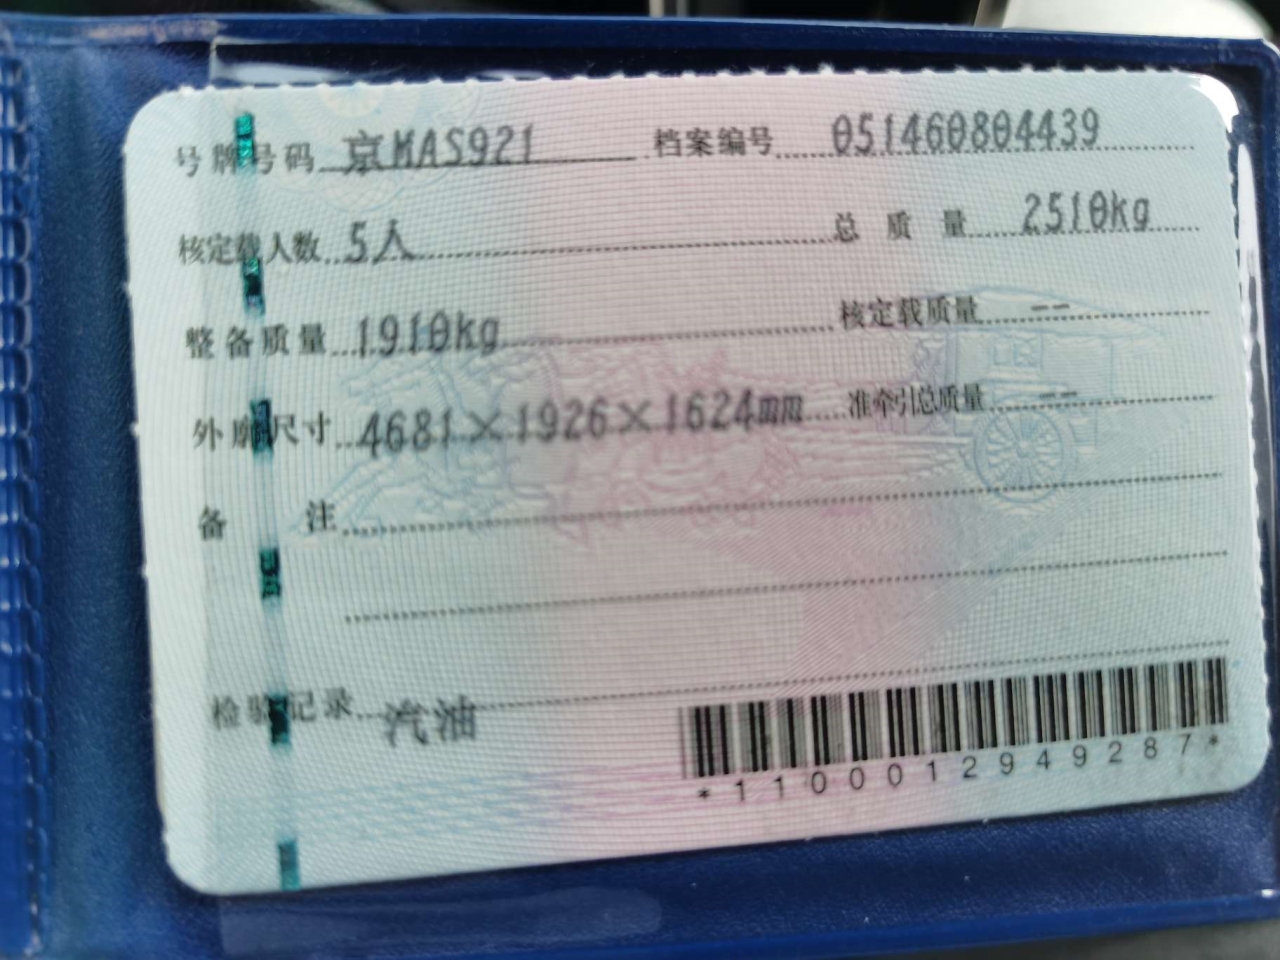 号牌号码 京MAS921 档案编号 051460804439
核定载人数 5人 总质量 2510kg
整备质量 1910kg 核定载质量 --
外廓尺寸 4681×1926×1624mm 准牵引总质量 --
备注
检验记录 汽油
*1100012949287*